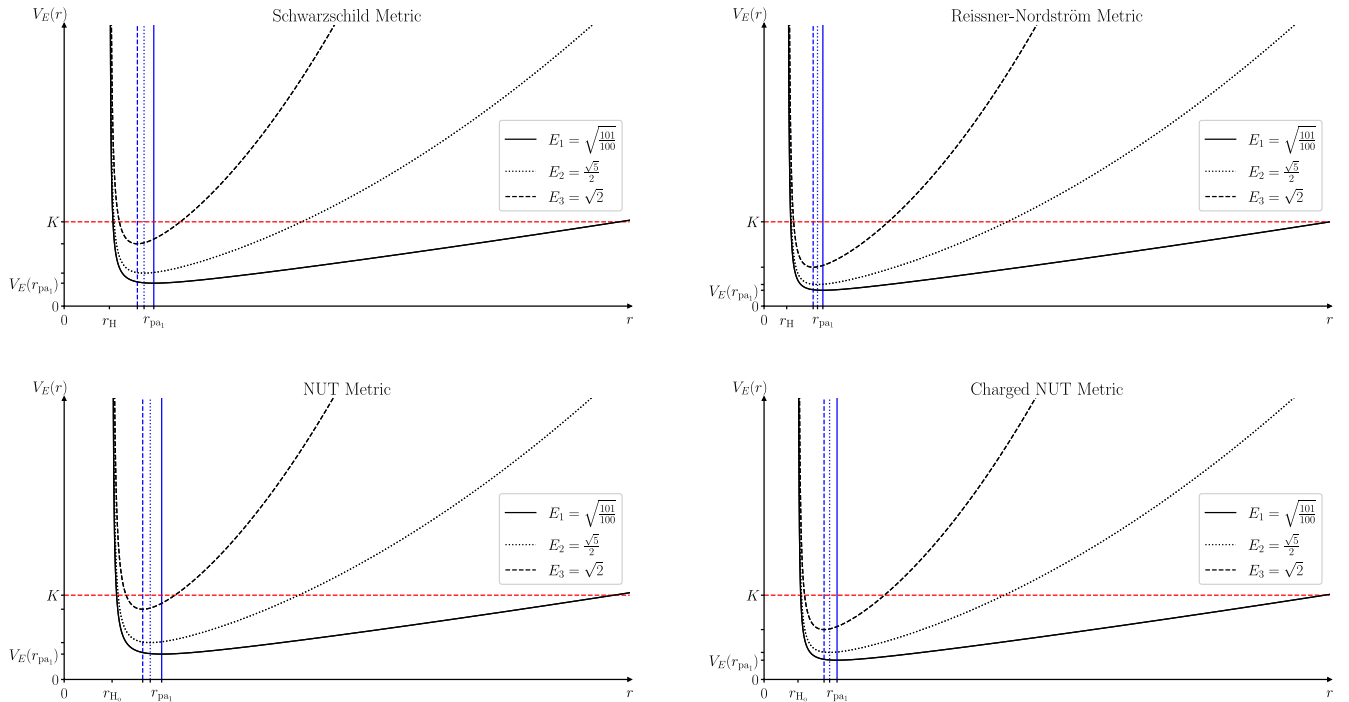 V_E(r)
Schwarzschild Metric
E_1 = √(101/100)
E_2 = √5/2
E_3 = √2
K
V_E(r_pa₁)
0
0
r_H
r_pa₁
r
V_E(r)
Reissner-Nordström Metric
E_1 = √(101/100)
E_2 = √5/2
E_3 = √2
K
V_E(r_pa₁)
0
0
r_H
r_pa₁
r
V_E(r)
NUT Metric
E_1 = √(101/100)
E_2 = √5/2
E_3 = √2
K
V_E(r_pa₁)
0
0
r_Hₒ
r_pa₁
r
V_E(r)
Charged NUT Metric
E_1 = √(101/100)
E_2 = √5/2
E_3 = √2
K
V_E(r_pa₁)
0
0
r_Hₒ
r_pa₁
r